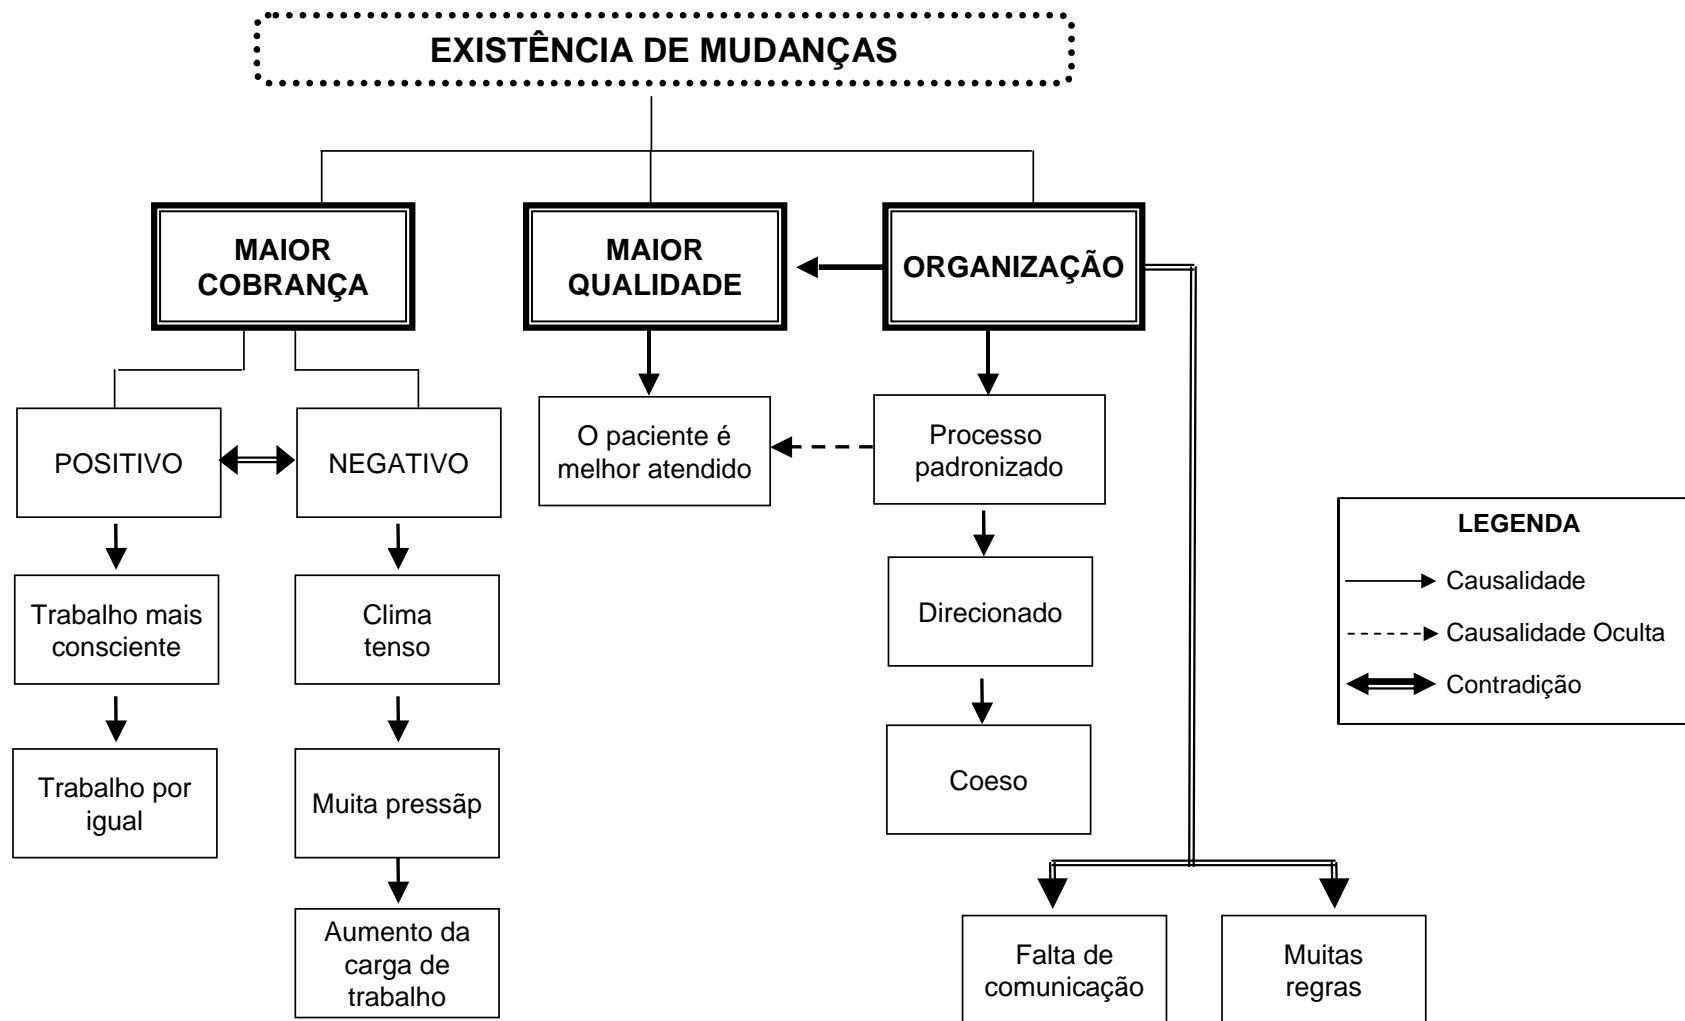 EXISTÊNCIA DE MUDANÇAS
MAIOR
COBRANÇA
MAIOR
QUALIDADE
ORGANIZAÇÃO
POSITIVO
NEGATIVO
O paciente é
melhor atendido
Processo
padronizado
Trabalho mais
consciente
Clima
tenso
Direcionado
Trabalho por
igual
Muita pressãp
Coeso
Aumento da
carga de
trabalho
Falta de
comunicação
Muitas
regras
LEGENDA
Causalidade
Causalidade Oculta
Contradição